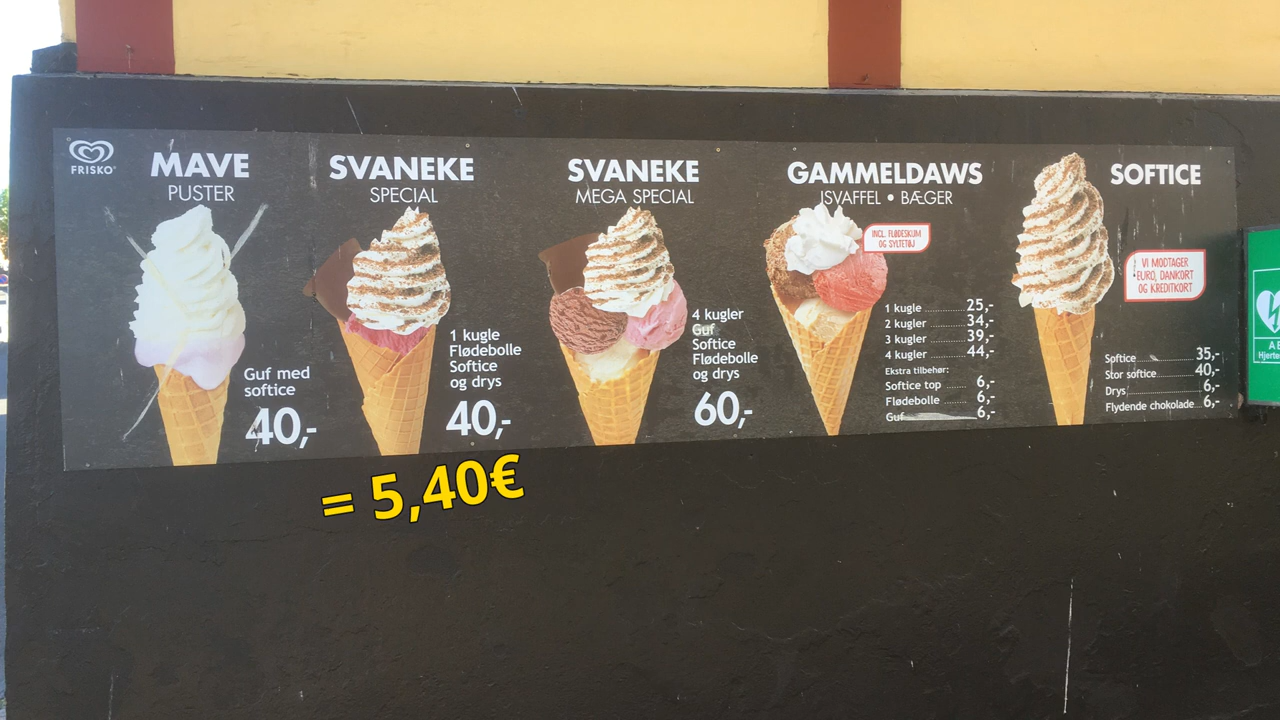 FRISKO
MAVE
PUSTER
Guf med
softice
40,-
SVANEKE
SPECIAL
1 kugle
Flødebolle
Softice
og drys
40,-
= 5,40€
SVANEKE
MEGA SPECIAL
4 kugler
Guf
Softice
Flødebolle
og drys
60,-
GAMMELDAWS
ISVAFFEL • BÆGER
INCL. FLØDESKUM
OG SYLTETØJ
1 kugle 25,-
2 kugler 34,-
3 kugler 39,-
4 kugler 44,-
Ekstra tilbehør:
Softice top 6,-
Flødebolle 6,-
Guf 6,-
SOFTICE
VI MODTAGER
EURO, DANKORT
OG KREDITKORT
Softice 35,-
Stor softice 40,-
Drys 6,-
Flydende chokolade 6,-